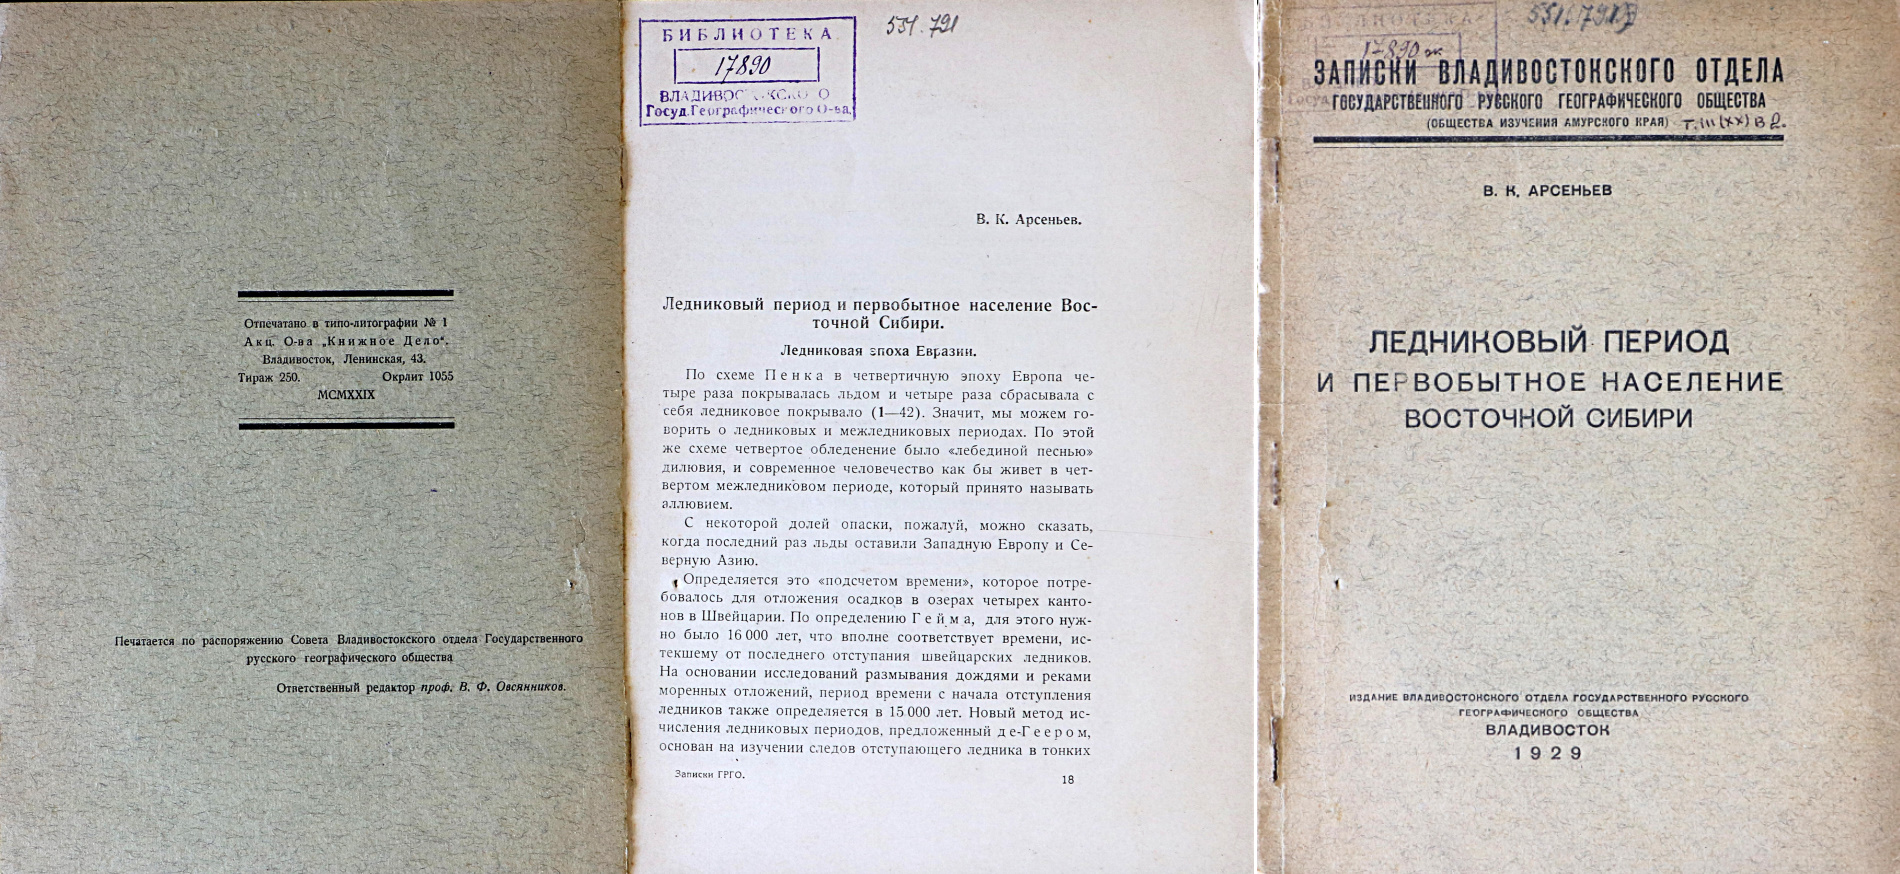 Отпечатано в типо-литографии № 1
Акц. О-ва „Книжное Дело“.
Владивосток, Ленинская, 43.
Тираж 250. Окрлит 1055
MCMXXIX
Печатается по распоряжению Совета Владивостокского отдела Государственного
русского географического общества
Ответственный редактор проф. В. Ф. Овсянников.
БИБЛИОТЕКА
17890
Госуд. Географического О-ва.
551.791
В. К. Арсеньев.
Ледниковый период и первобытное население Вос-
точной Сибири.
Ледниковая эпоха Евразии.
По схеме Пенка в четвертичную эпоху Европа че-
тыре раза покрывалась льдом и четыре раза сбрасывала с
себя ледниковое покрывало (1—42). Значит, мы можем го-
ворить о ледниковых и межледниковых периодах. По этой
же схеме четвертое обледенение было «лебединой песнью»
дилювия, и современное человечество как бы живет в чет-
вертом межледниковом периоде, который принято называть
аллювием.
С некоторой долей опаски, пожалуй, можно сказать,
когда последний раз льды оставили Западную Европу и Се-
верную Азию.
Определяется это «подсчетом времени», которое потре-
бовалось для отложения осадков в озерах четырех канто-
нов в Швейцарии. По определению Гейма, для этого нуж-
но было 16 000 лет, что вполне соответствует времени, ис-
текшему от последнего отступания швейцарских ледников.
На основании исследований размывания дождями и реками
моренных отложений, период времени с начала отступления
ледников также определяется в 15 000 лет. Новый метод ис-
числения ледниковых периодов, предложенный де-Геером,
основан на изучении следов отступающего ледника в тонких
Записки ГРГО. 18
17890
ЗАПИСКИ ВЛАДИВОСТОКСКОГО ОТДЕЛА
ГОСУДАРСТВЕННОГО РУССКОГО ГЕОГРАФИЧЕСКОГО ОБЩЕСТВА
(ОБЩЕСТВА ИЗУЧЕНИЯ АМУРСКОГО КРАЯ) т. III (XX) в 2.
В. К. АРСЕНЬЕВ
ЛЕДНИКОВЫЙ ПЕРИОД
И ПЕРВОБЫТНОЕ НАСЕЛЕНИЕ
ВОСТОЧНОЙ СИБИРИ
ИЗДАНИЕ ВЛАДИВОСТОКСКОГО ОТДЕЛА ГОСУДАРСТВЕННОГО РУССКОГО
ГЕОГРАФИЧЕСКОГО ОБЩЕСТВА
ВЛАДИВОСТОК
1929